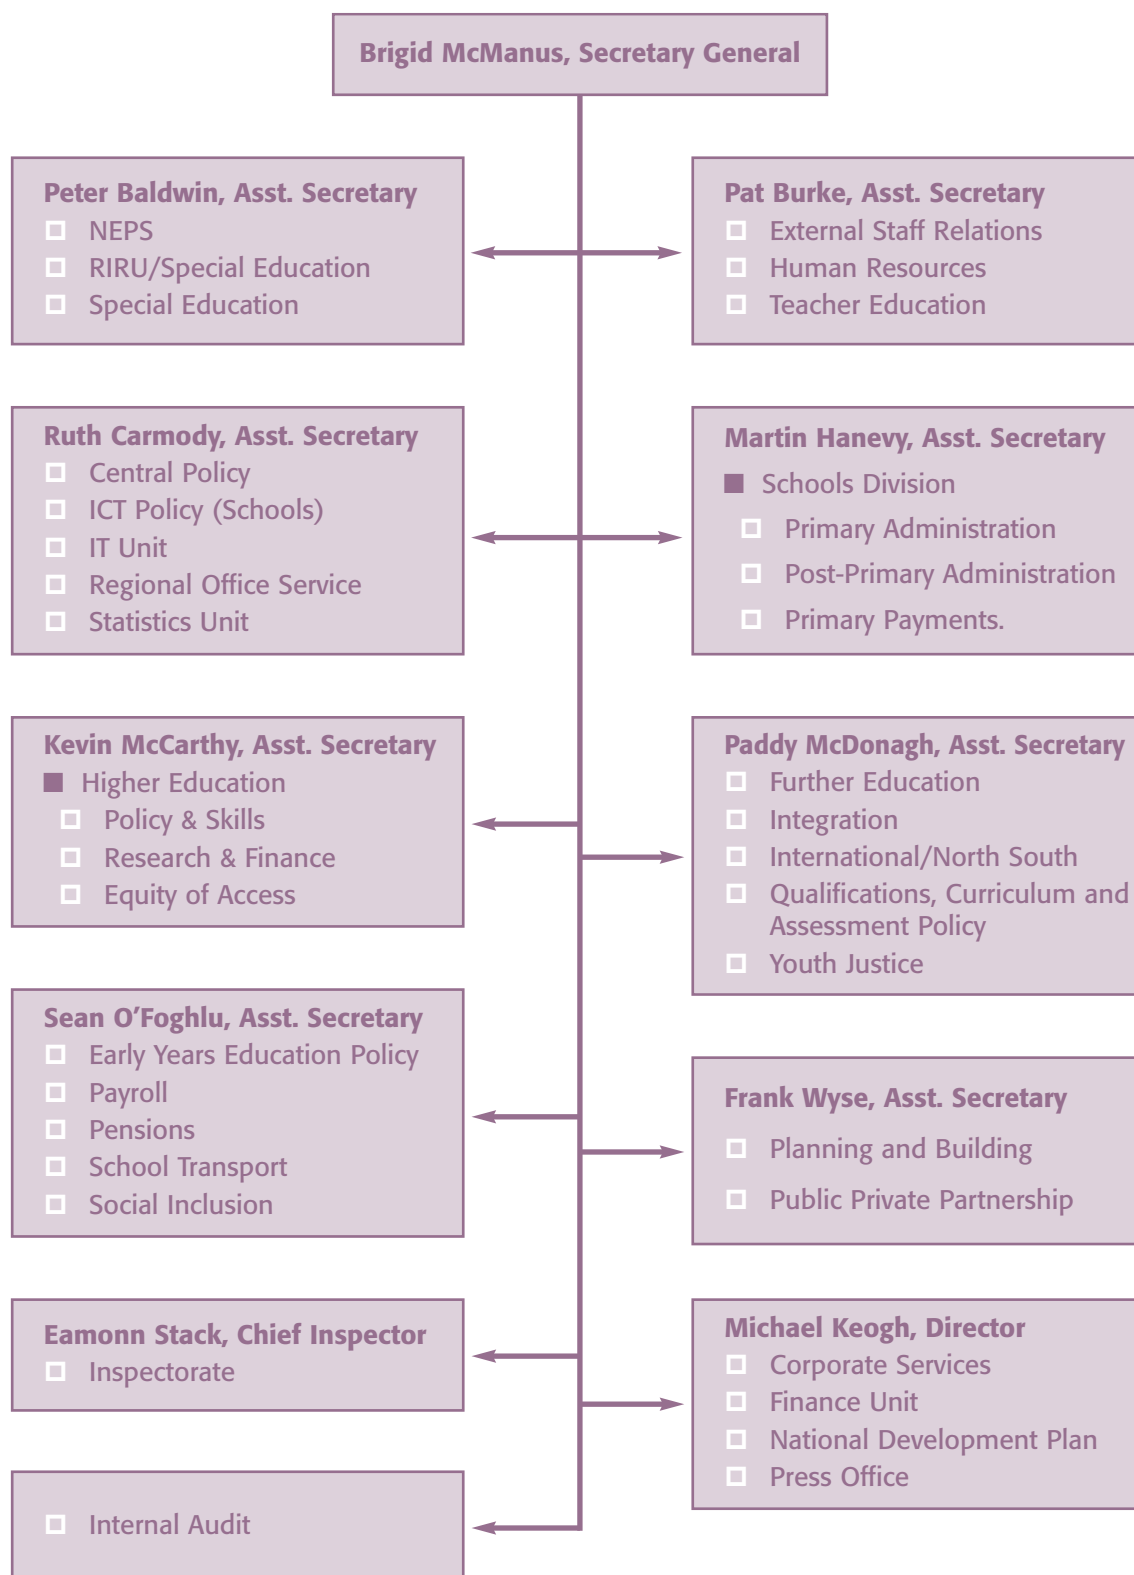 Brigid McManus, Secretary General
Peter Baldwin, Asst. Secretary
NEPS
RIRU/Special Education
Special Education
Pat Burke, Asst. Secretary
External Staff Relations
Human Resources
Teacher Education
Ruth Carmody, Asst. Secretary
Central Policy
ICT Policy (Schools)
IT Unit
Regional Office Service
Statistics Unit
Martin Hanevy, Asst. Secretary
Schools Division
Primary Administration
Post-Primary Administration
Primary Payments.
Kevin McCarthy, Asst. Secretary
Higher Education
Policy & Skills
Research & Finance
Equity of Access
Paddy McDonagh, Asst. Secretary
Further Education
Integration
International/North South
Qualifications, Curriculum and
Assessment Policy
Youth Justice
Sean O'Foghlu, Asst. Secretary
Early Years Education Policy
Payroll
Pensions
School Transport
Social Inclusion
Frank Wyse, Asst. Secretary
Planning and Building
Public Private Partnership
Eamonn Stack, Chief Inspector
Inspectorate
Michael Keogh, Director
Corporate Services
Finance Unit
National Development Plan
Press Office
Internal Audit